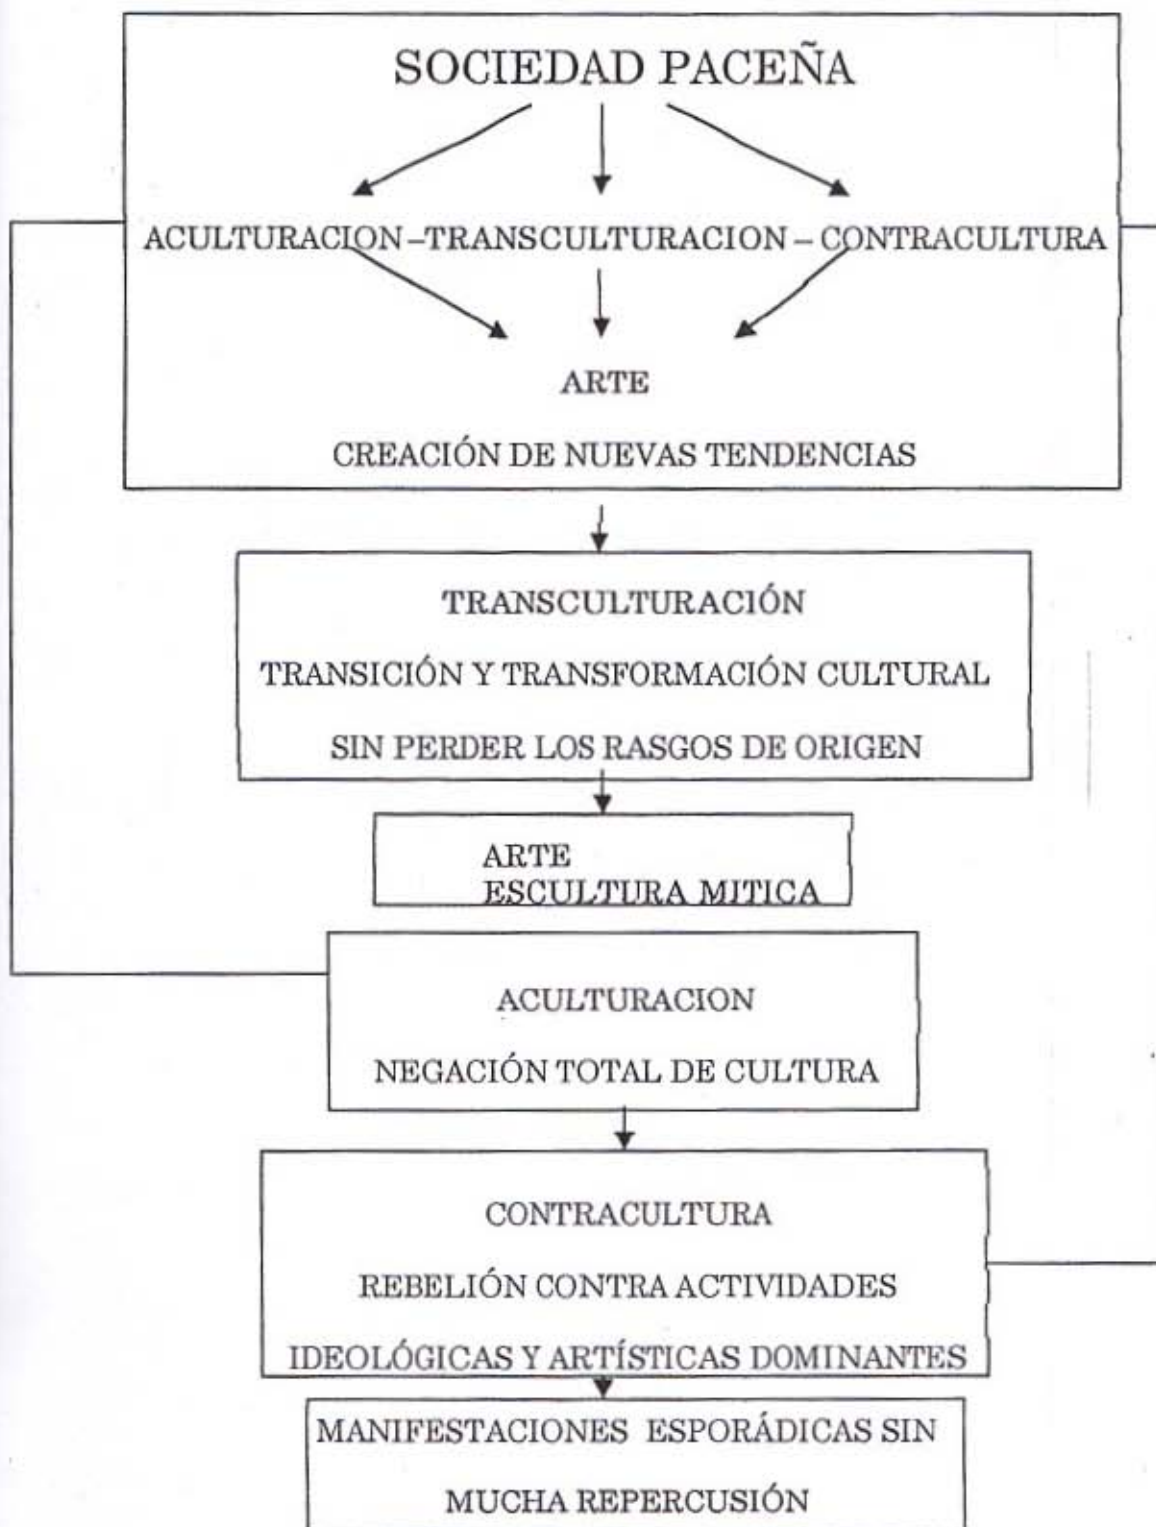 SOCIEDAD PACEÑA
ACULTURACION – TRANSCULTURACION – CONTRACULTURA
ARTE
CREACIÓN DE NUEVAS TENDENCIAS
TRANSCULTURACIÓN
TRANSICIÓN Y TRANSFORMACIÓN CULTURAL
SIN PERDER LOS RASGOS DE ORIGEN
ARTE
ESCULTURA MITICA
ACULTURACION
NEGACIÓN TOTAL DE CULTURA
CONTRACULTURA
REBELIÓN CONTRA ACTIVIDADES
IDEOLÓGICAS Y ARTÍSTICAS DOMINANTES
MANIFESTACIONES ESPORÁDICAS SIN
MUCHA REPERCUSIÓN